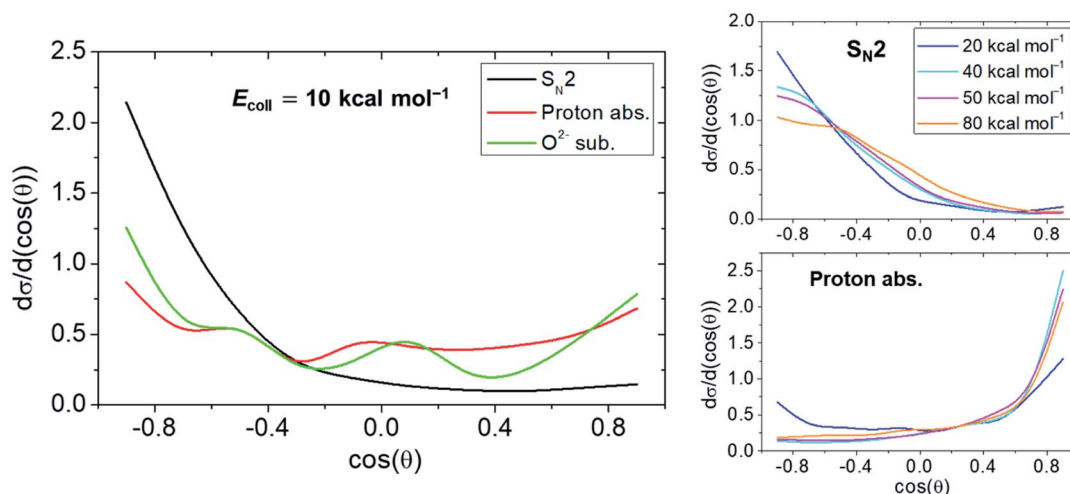 2.5
2.0
1.5
1.0
0.5
0.0
dσ/d(cos(θ))
E_coll = 10 kcal mol⁻¹
S_N2
Proton abs.
O²⁻ sub.
-0.8
-0.4
0.0
0.4
0.8
cos(θ)
2.0
1.5
1.0
0.5
0.0
dσ/d(cos(θ))
S_N2
20 kcal mol⁻¹
40 kcal mol⁻¹
50 kcal mol⁻¹
80 kcal mol⁻¹
-0.8
-0.4
0.0
0.4
0.8
2.5
2.0
1.5
1.0
0.5
0.0
dσ/d(cos(θ))
Proton abs.
-0.8
-0.4
0.0
0.4
0.8
cos(θ)